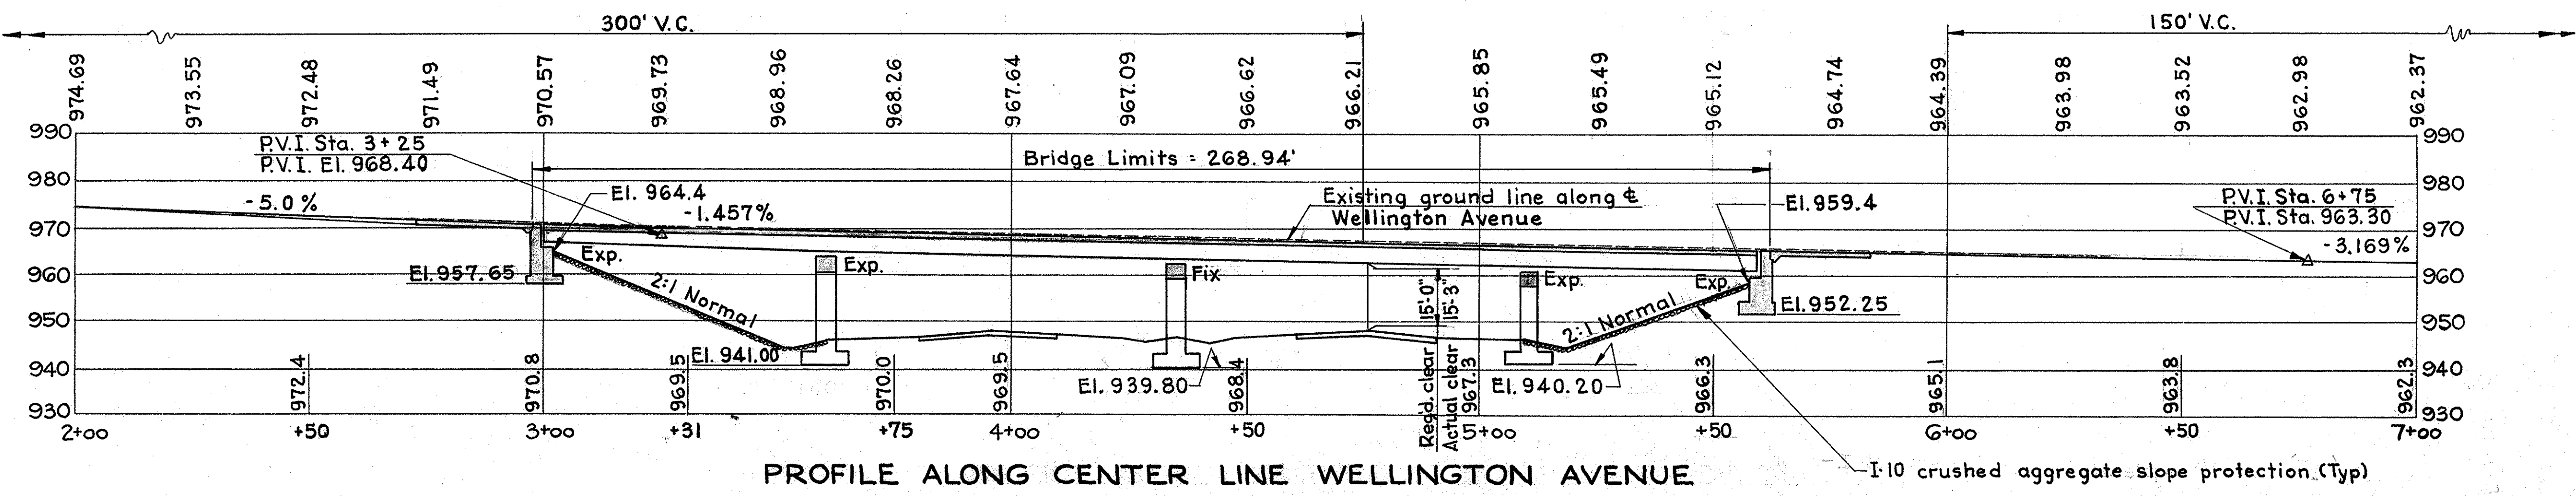 300' V.C.
150' V.C.
974.69
973.55
972.48
971.49
970.57
969.73
968.96
968.26
967.64
967.09
966.62
966.21
965.85
965.49
965.12
964.74
964.39
963.98
963.52
962.98
962.37
990
990
P.V.I. Sta. 3+25
P.V.I. El. 968.40
Bridge Limits = 268.94'
980
980
-5.0%
El. 964.4
-1.457%
Existing ground line along ℄
Wellington Avenue
El. 959.4
P.V.I. Sta. 6+75
P.V.I. Sta. 963.30
-3.169%
970
970
El. 957.65
Exp.
Exp.
Fix
Exp.
Exp.
960
960
2:1 Normal
15'-0"
15'-3"
2:1 Normal
El. 952.25
950
950
El. 941.00
El. 939.80
El. 940.20
Reqd. clear
Actual clear
940
940
972.4
970.8
969.5
970.0
969.5
968.4
967.3
966.3
965.1
963.8
962.3
930
930
2+00
+50
3+00
+31
+75
4+00
+50
5+00
+50
6+00
+50
7+00
PROFILE ALONG CENTER LINE WELLINGTON AVENUE
I-10 crushed aggregate slope protection (Typ)